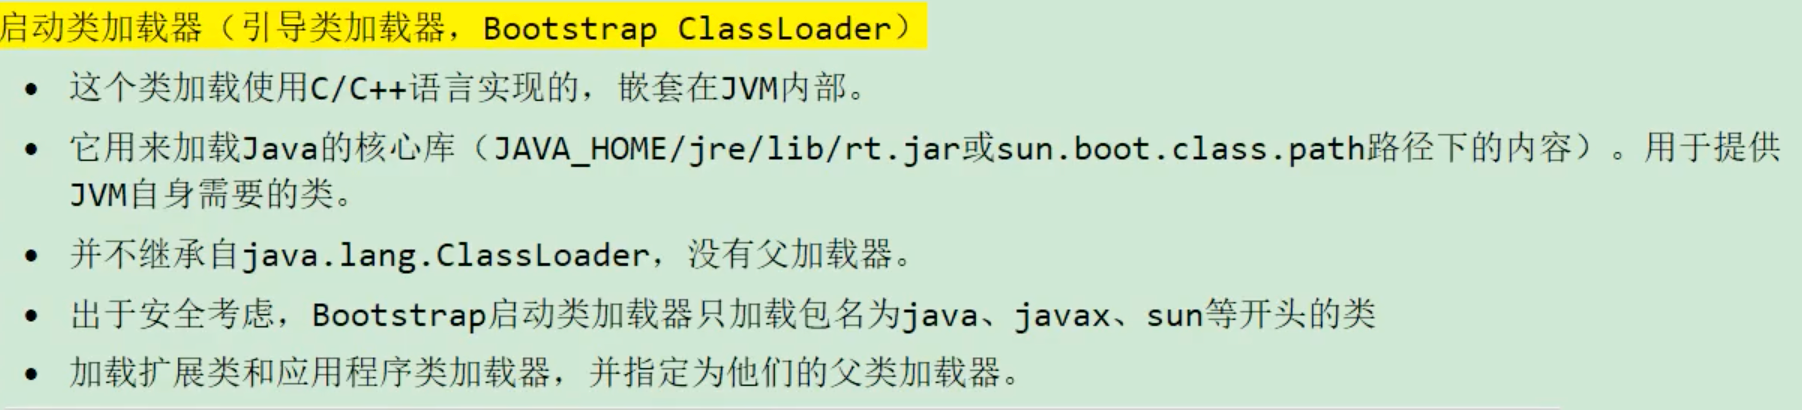 启动类加载器（引导类加载器，Bootstrap ClassLoader）
• 这个类加载使用C/C++语言实现的，嵌套在JVM内部。
• 它用来加载Java的核心库（JAVA_HOME/jre/lib/rt.jar或sun.boot.class.path路径下的内容）。用于提供
JVM自身需要的类。
• 并不继承自java.lang.ClassLoader，没有父加载器。
• 出于安全考虑，Bootstrap启动类加载器只加载包名为java、javax、sun等开头的类
• 加载扩展类和应用程序类加载器，并指定为他们的父类加载器。